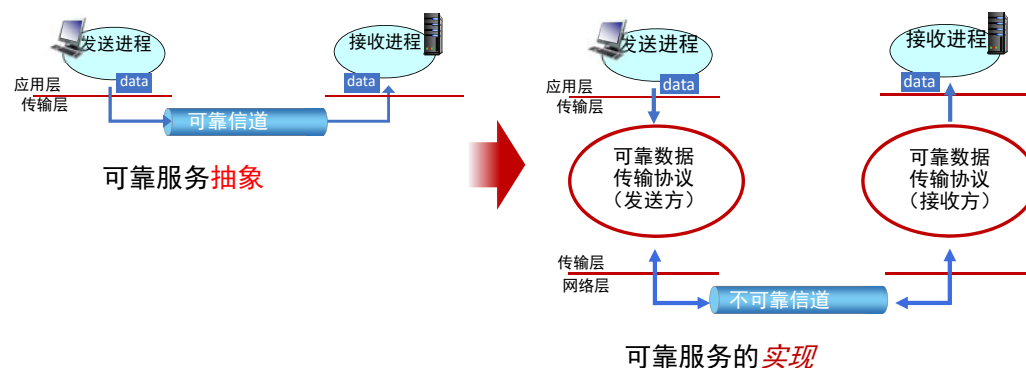 发送进程
data
接收进程
data
应用层
传输层
可靠信道
可靠服务抽象
发送进程
data
接收进程
data
应用层
传输层
可靠数据
传输协议
（发送方）
可靠数据
传输协议
（接收方）
传输层
网络层
不可靠信道
可靠服务的实现